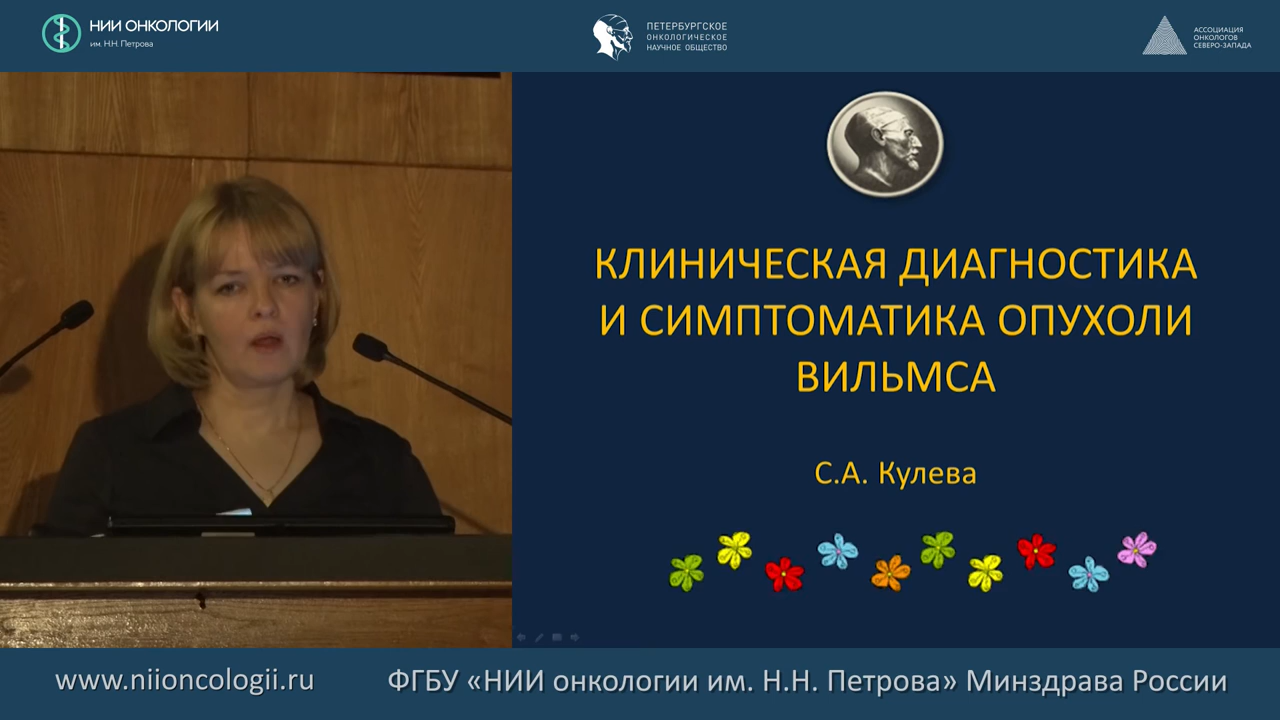 НИИ ОНКОЛОГИИ
им. Н.Н. Петрова
ПЕТЕРБУРГСКОЕ
ОНКОЛОГИЧЕСКОЕ
НАУЧНОЕ ОБЩЕСТВО
АССОЦИАЦИЯ
ОНКОЛОГОВ
СЕВЕРО-ЗАПАДА
КЛИНИЧЕСКАЯ ДИАГНОСТИКА
И СИМПТОМАТИКА ОПУХОЛИ
ВИЛЬМСА
С.А. Кулева
www.niioncologii.ru
ФГБУ «НИИ онкологии им. Н.Н. Петрова» Минздрава России